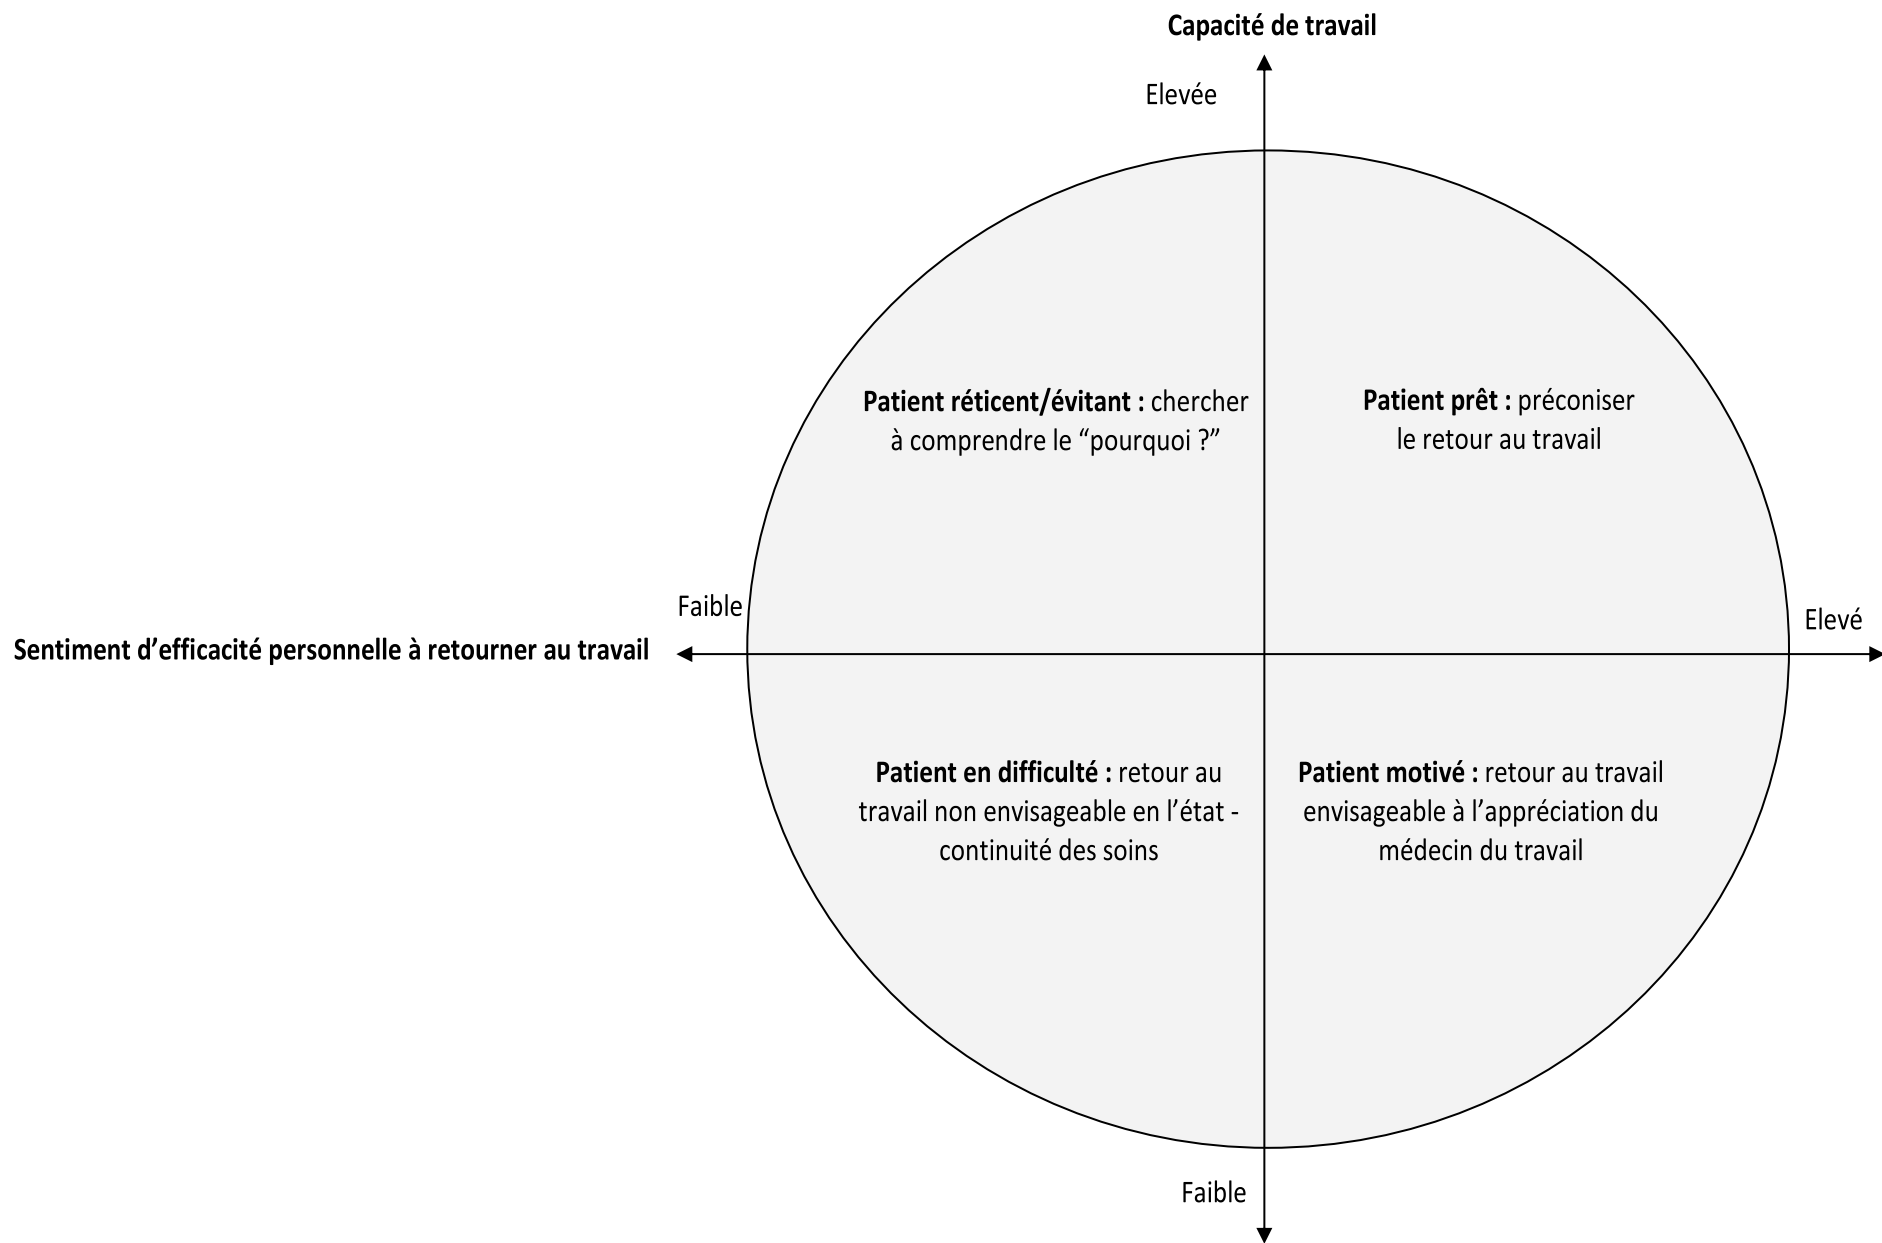 Capacité de travail
Elevée
Patient réticent/évitant : chercher
à comprendre le “pourquoi ?”
Patient prêt : préconiser
le retour au travail
Faible
Elevé
Sentiment d’efficacité personnelle à retourner au travail
Patient en difficulté : retour au
travail non envisageable en l’état -
continuité des soins
Patient motivé : retour au travail
envisageable à l’appréciation du
médecin du travail
Faible